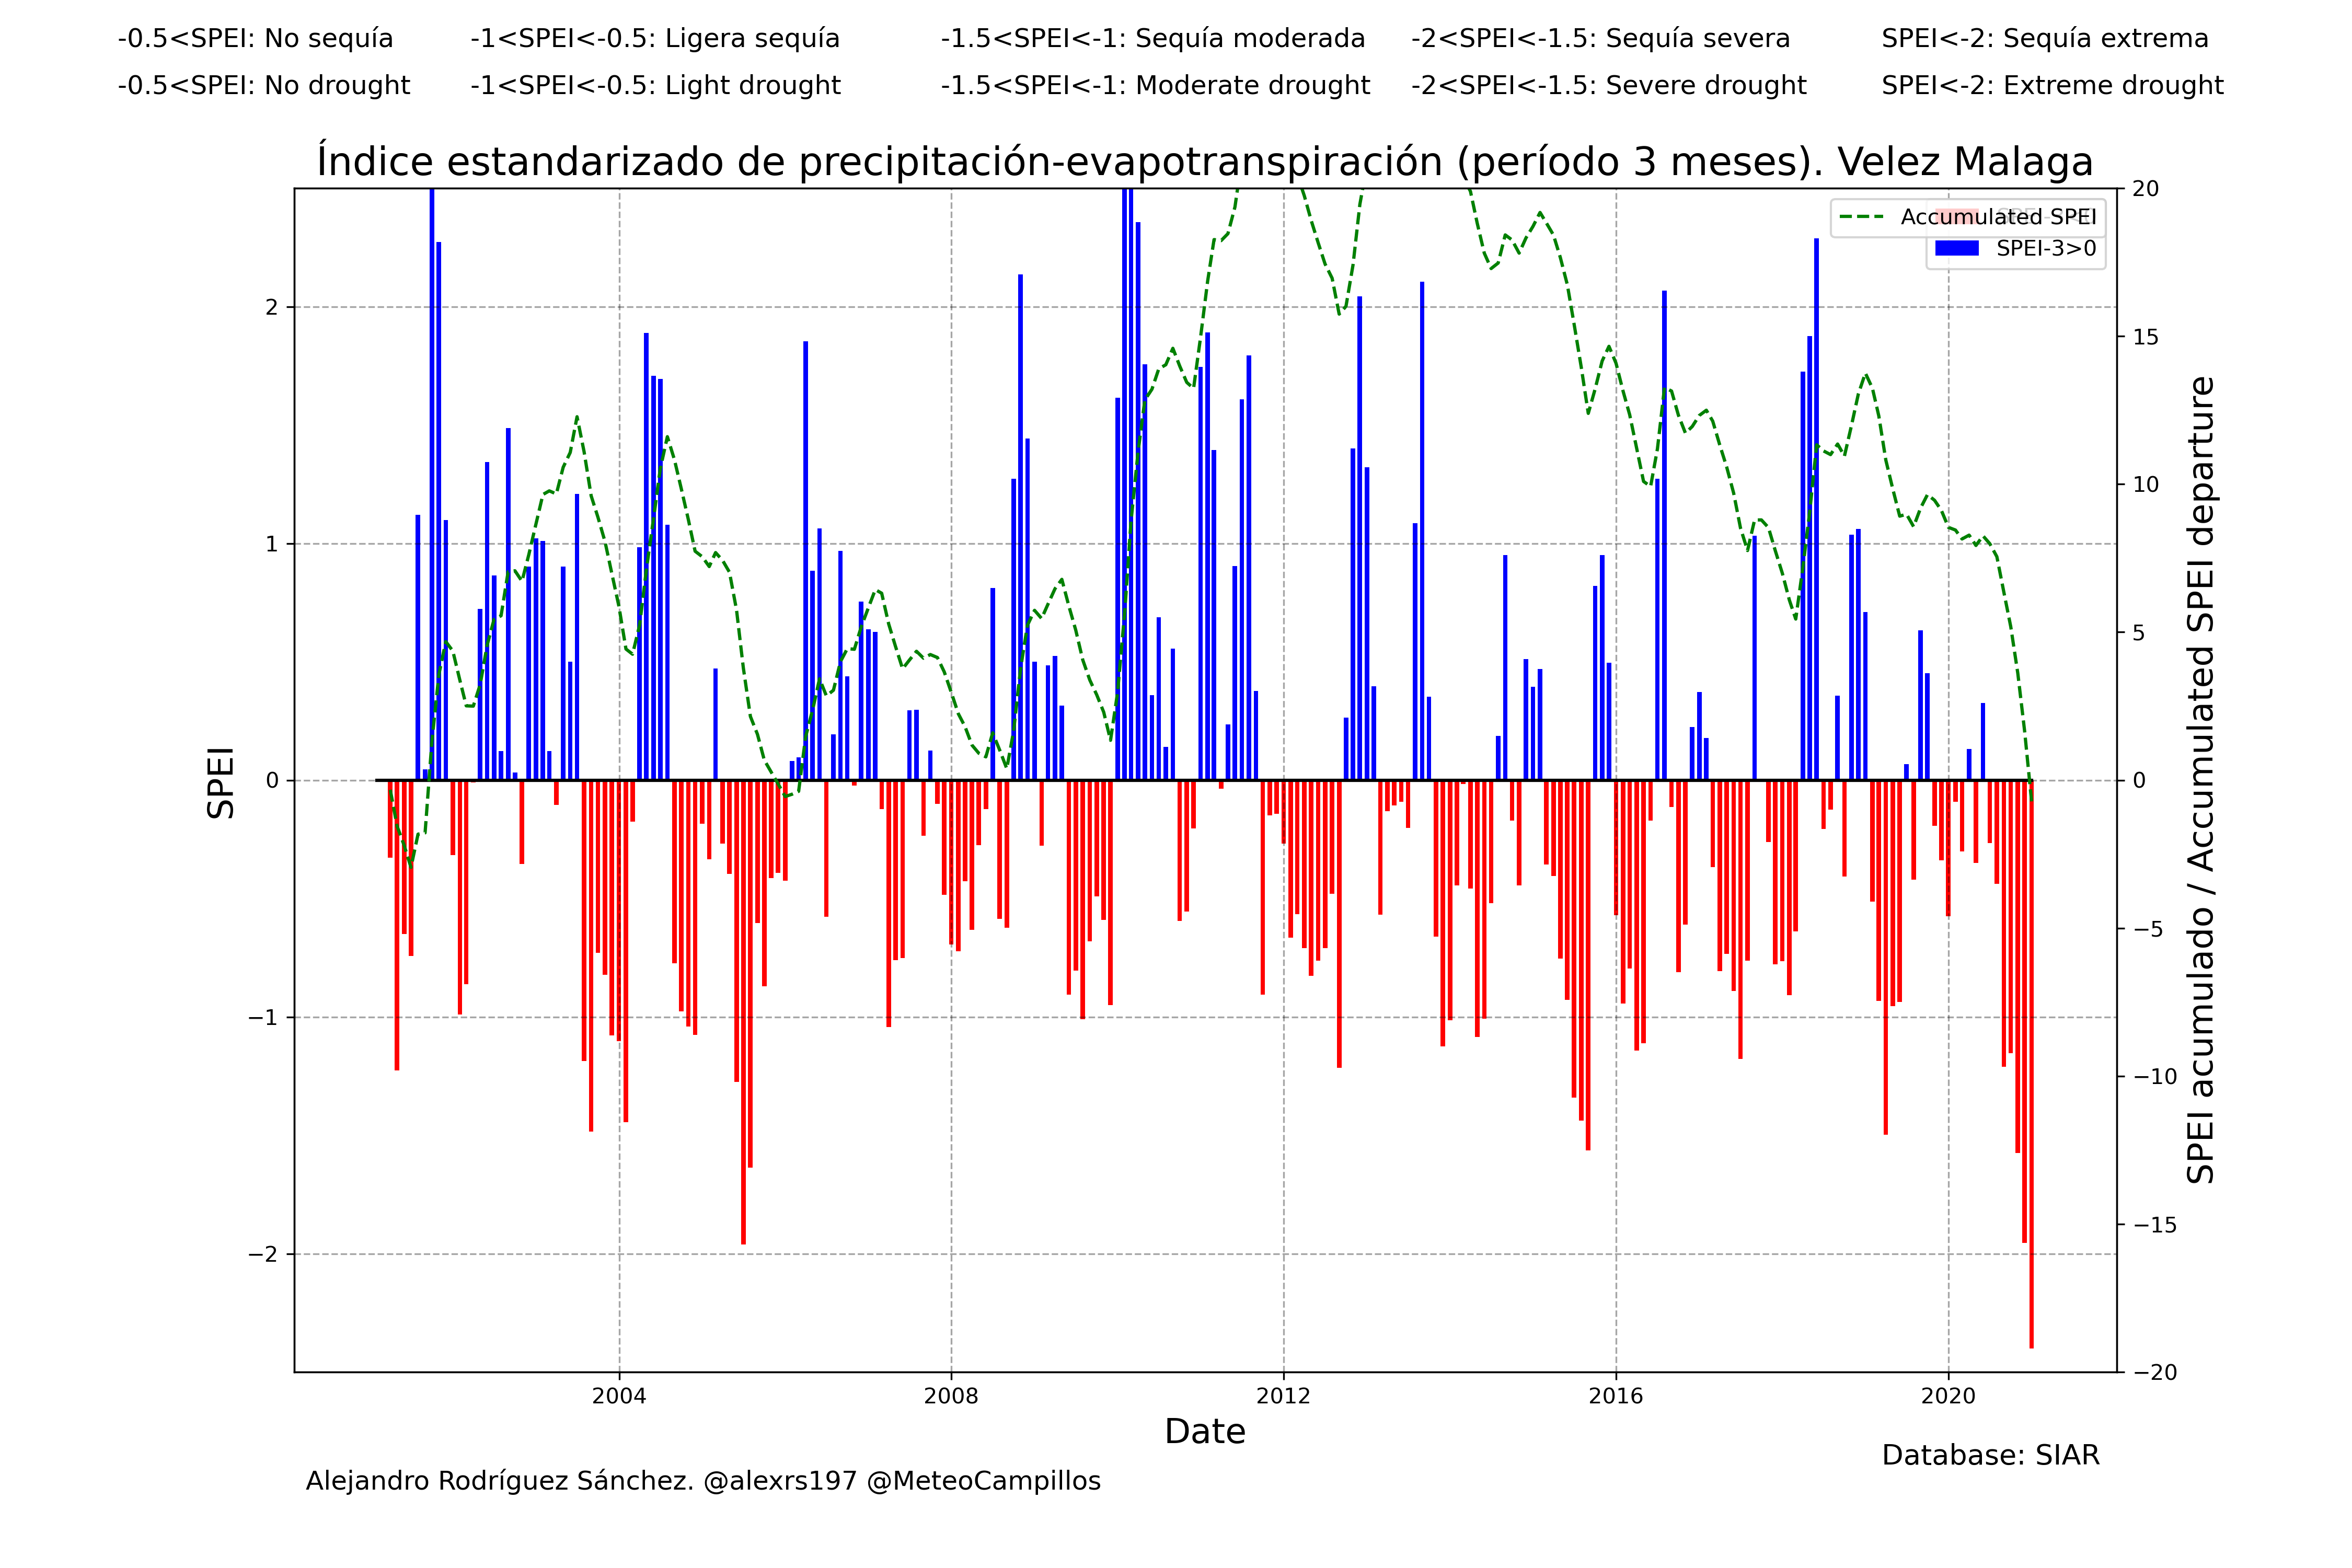 -0.5<SPEI: No sequía -1<SPEI<-0.5: Ligera sequía -1.5<SPEI<-1: Sequía moderada -2<SPEI<-1.5: Sequía severa SPEI<-2: Sequía extrema
-0.5<SPEI: No drought -1<SPEI<-0.5: Light drought -1.5<SPEI<-1: Moderate drought -2<SPEI<-1.5: Severe drought SPEI<-2: Extreme drought
Índice estandarizado de precipitación-evapotranspiración (período 3 meses). Velez Malaga
Accumulated SPEI
SPEI-3>0
SPEI
2
1
0
−1
−2
20
15
10
5
0
−5
−10
−15
−20
SPEI acumulado / Accumulated SPEI departure
2004 2008 2012 2016 2020
Date
Database: SIAR
Alejandro Rodríguez Sánchez. @alexrs197 @MeteoCampillos